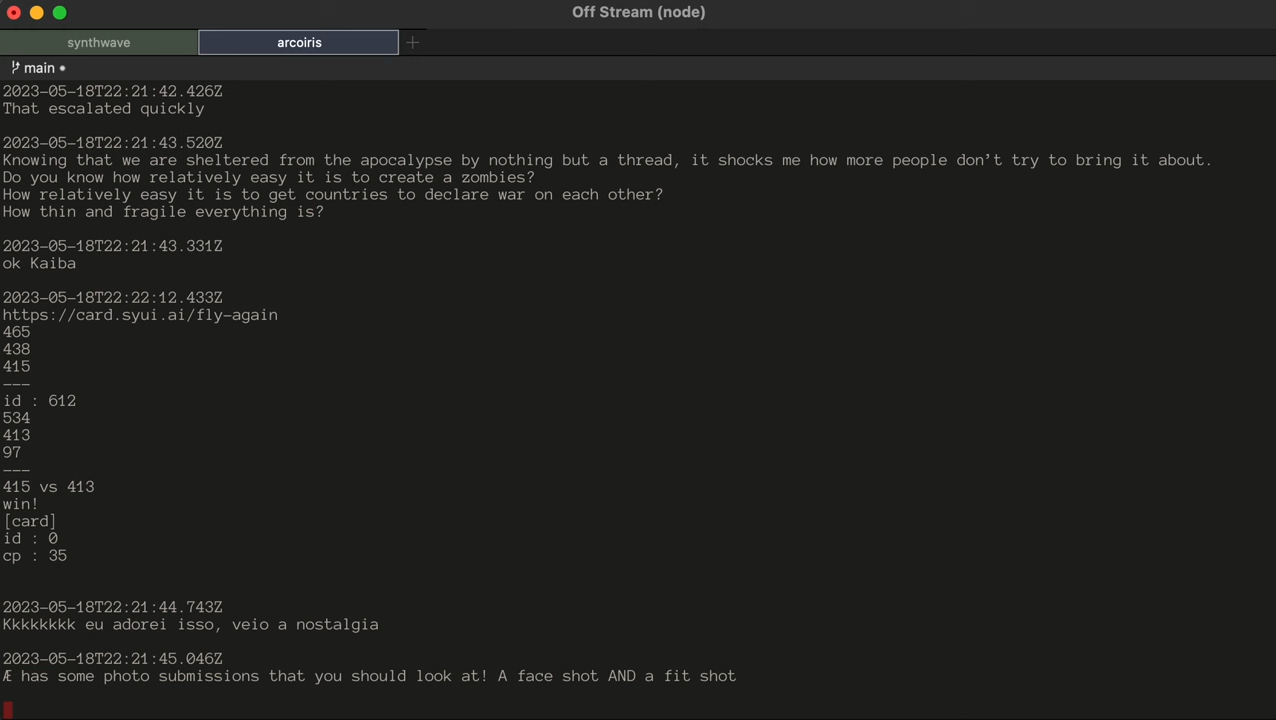 Off Stream (node)
synthwave
arcoiris
main
2023-05-18T22:21:42.426Z
That escalated quickly
2023-05-18T22:21:43.520Z
Knowing that we are sheltered from the apocalypse by nothing but a thread, it shocks me how more people don’t try to bring it about.
Do you know how relatively easy it is to create a zombies?
How relatively easy it is to get countries to declare war on each other?
How thin and fragile everything is?
2023-05-18T22:21:43.331Z
ok Kaiba
2023-05-18T22:22:12.433Z
https://card.syui.ai/fly-again
465
438
415
---
id : 612
534
413
97
---
415 vs 413
win!
[card]
id : 0
cp : 35
2023-05-18T22:21:44.743Z
Kkkkkkkk eu adorei isso, veio a nostalgia
2023-05-18T22:21:45.046Z
Æ has some photo submissions that you should look at! A face shot AND a fit shot